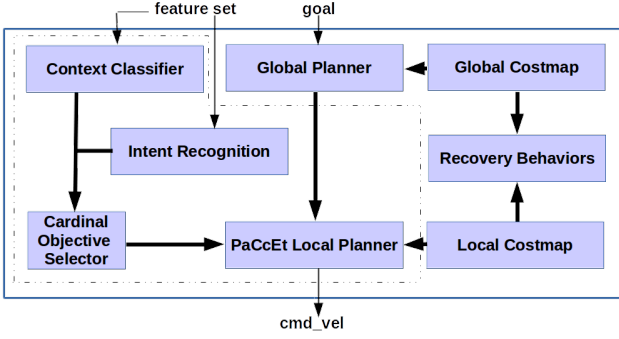 feature set
goal
Context Classifier
Global Planner
Global Costmap
Intent Recognition
Recovery Behaviors
Cardinal
Objective
Selector
PaCcEt Local Planner
Local Costmap
cmd_vel